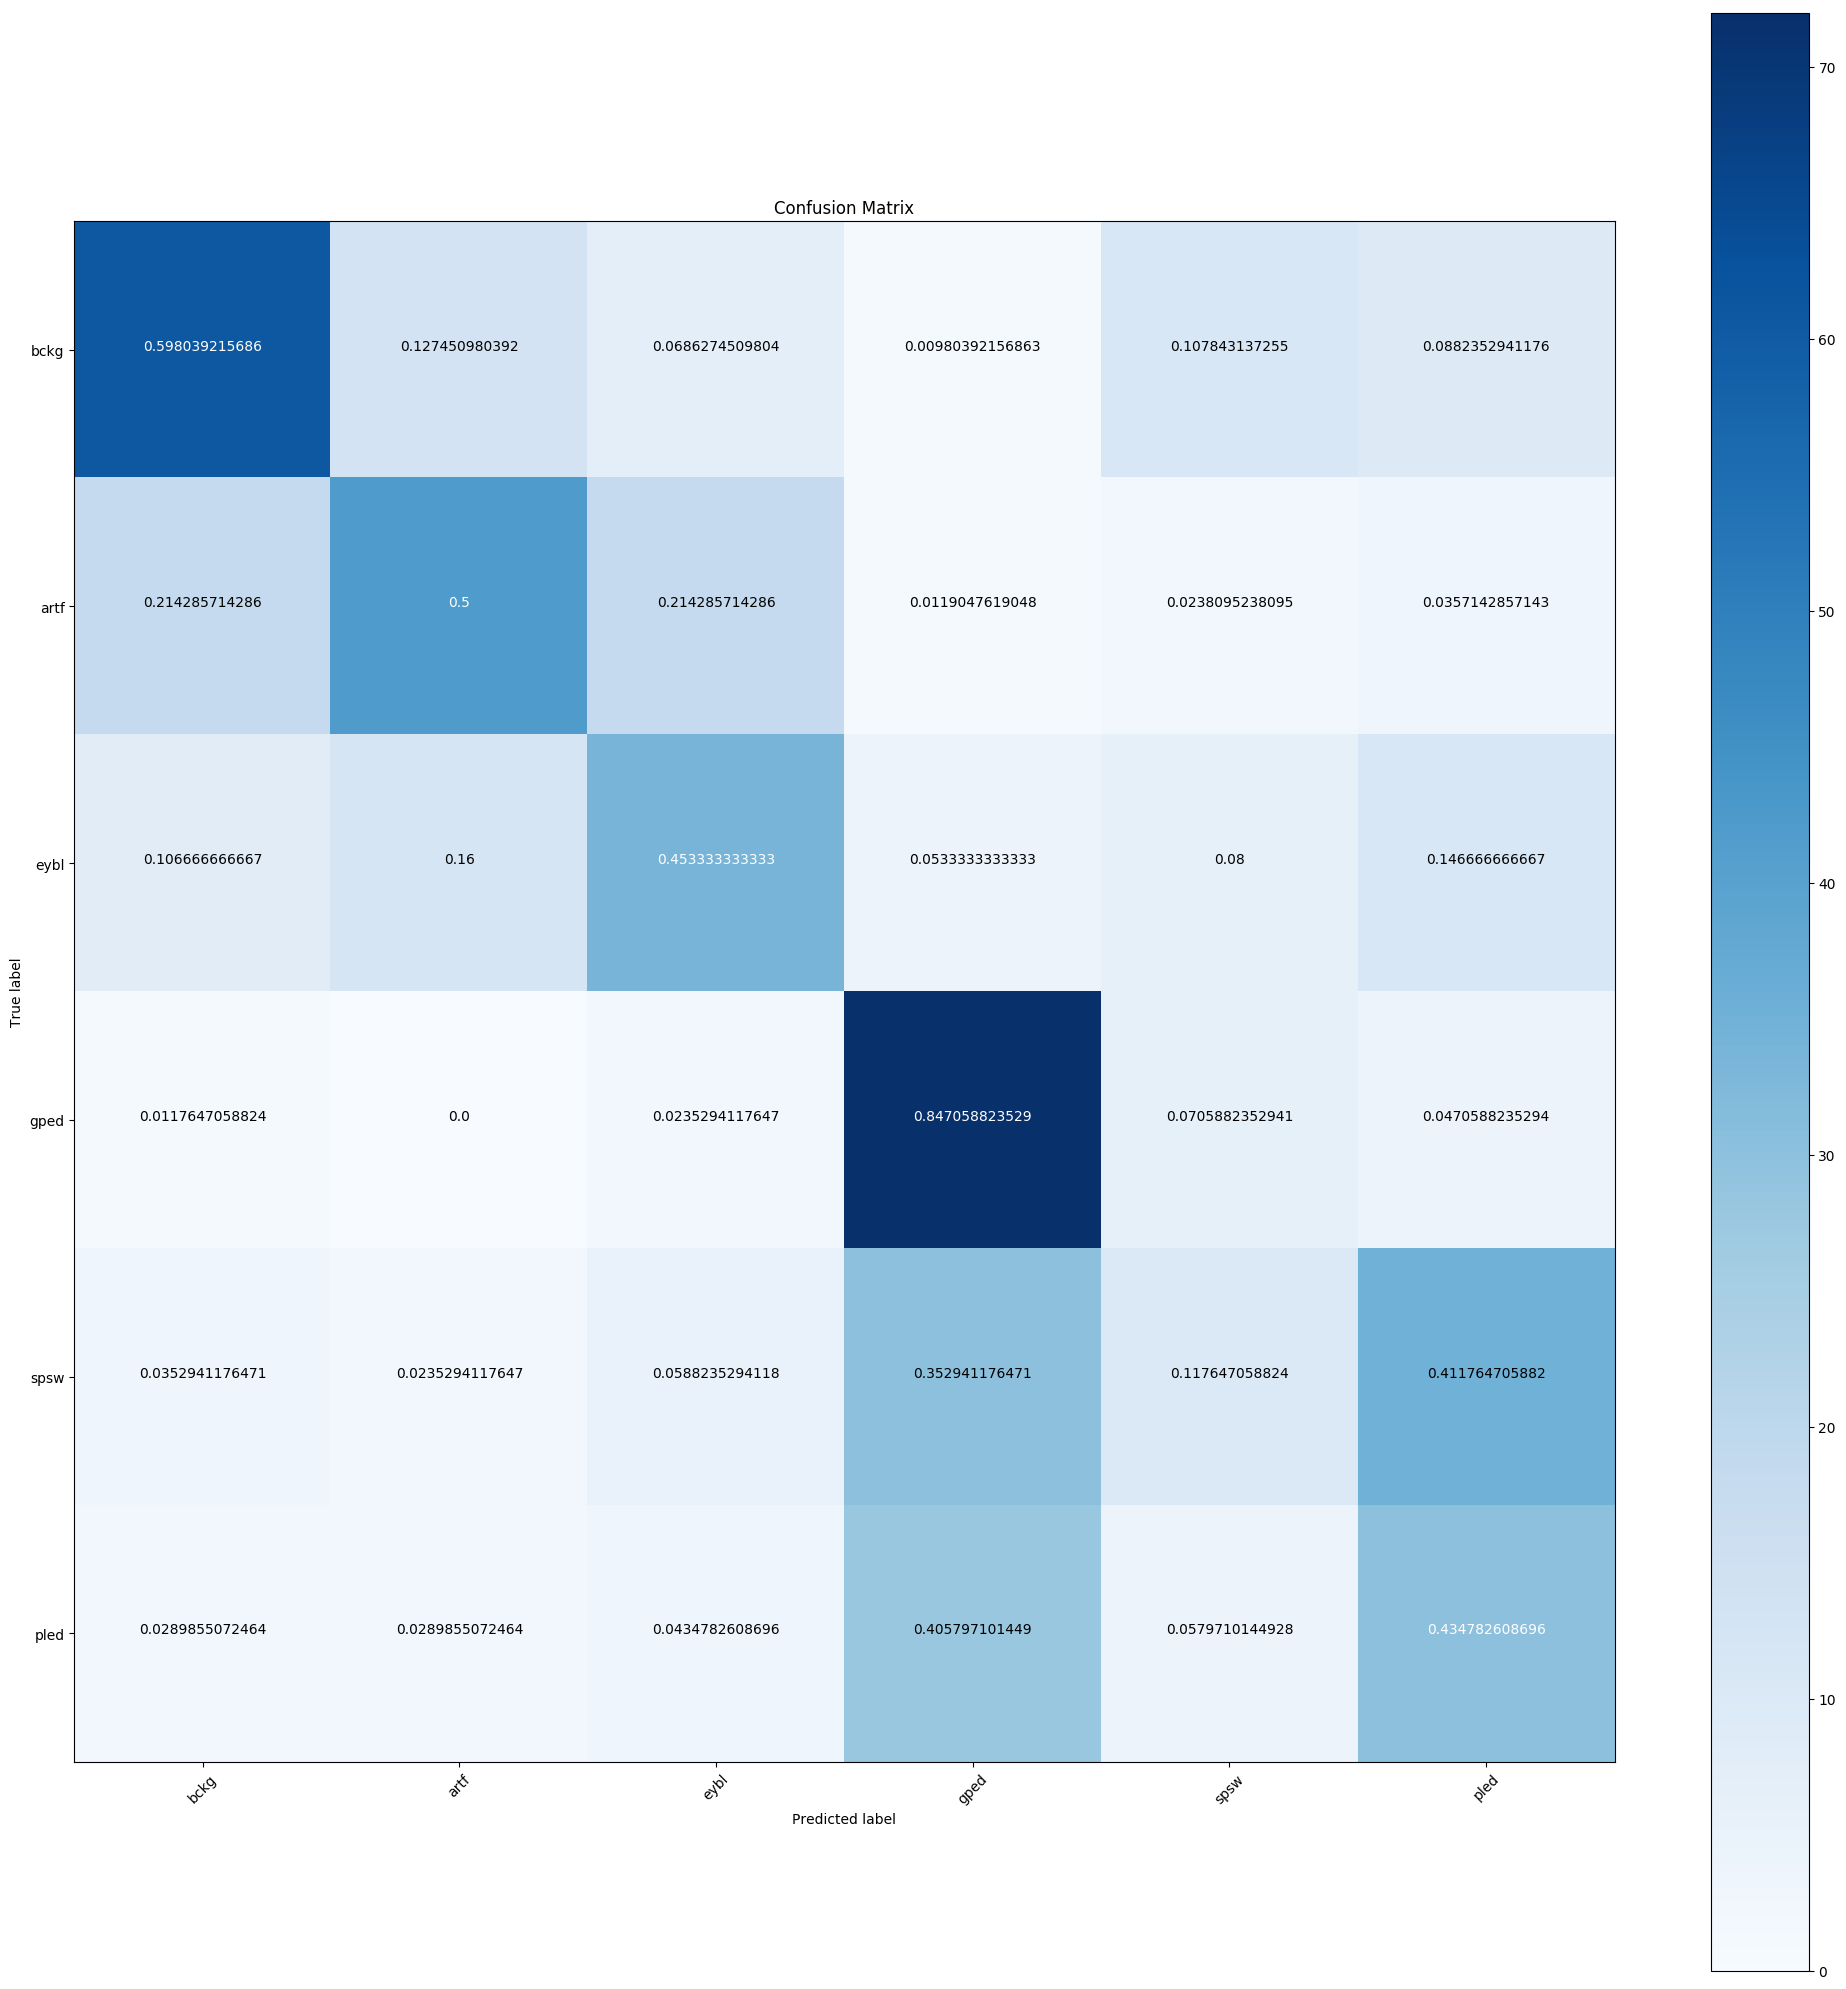 Confusion Matrix
bckg 0.598039215686 0.127450980392 0.0686274509804 0.00980392156863 0.107843137255 0.0882352941176
artf 0.214285714286 0.5 0.214285714286 0.0119047619048 0.0238095238095 0.0357142857143
eybl 0.106666666667 0.16 0.453333333333 0.0533333333333 0.08 0.146666666667
gped 0.0117647058824 0.0 0.0235294117647 0.847058823529 0.0705882352941 0.0470588235294
spsw 0.0352941176471 0.0235294117647 0.0588235294118 0.352941176471 0.117647058824 0.411764705882
pled 0.0289855072464 0.0289855072464 0.0434782608696 0.405797101449 0.0579710144928 0.434782608696
bckg artf eybl gped spsw pled
Predicted label
True label
70
60
50
40
30
20
10
0